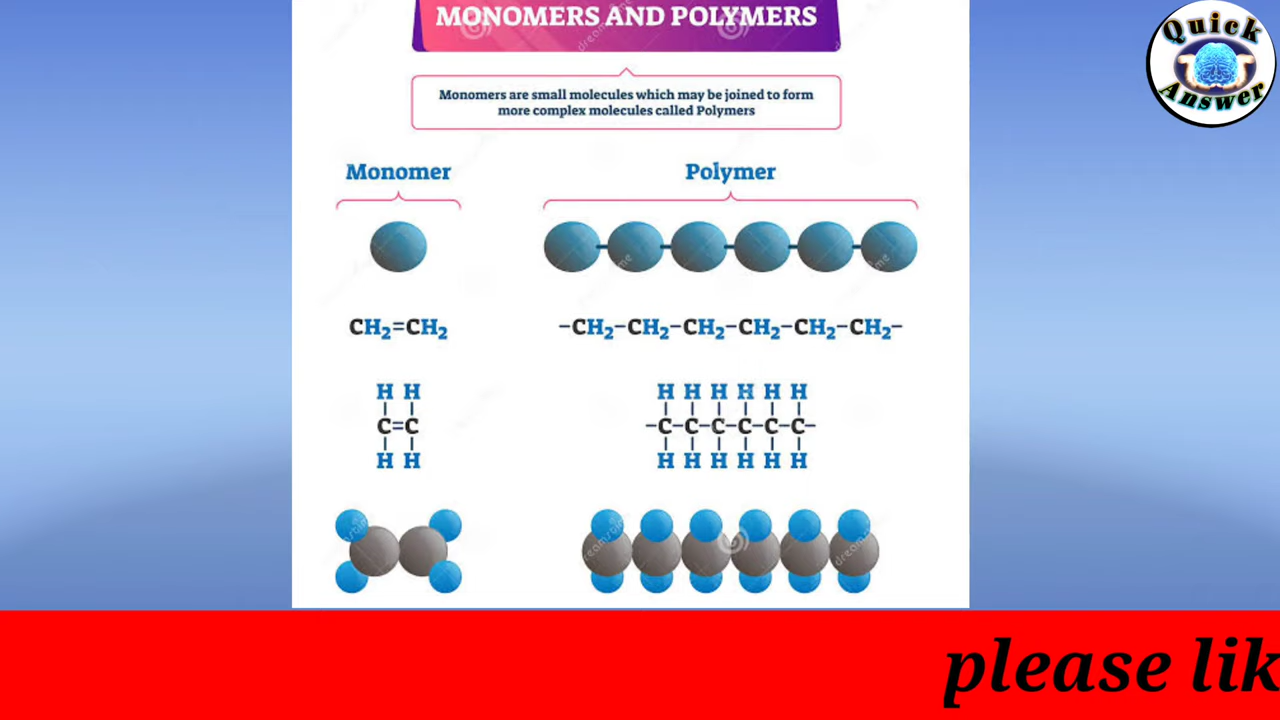 MONOMERS AND POLYMERS
Quick
Answer
Monomers are small molecules which may be joined to form
more complex molecules called Polymers
Monomer
Polymer
CH₂=CH₂
–CH₂–CH₂–CH₂–CH₂–CH₂–CH₂–
H H
C=C
H H
H H H H H H
–C–C–C–C–C–C–
H H H H H H
please lik